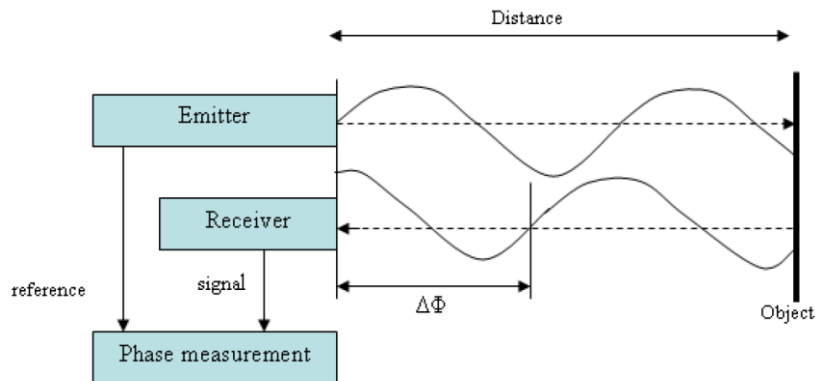 Distance
Emitter
Receiver
signal
reference
ΔΦ
Object
Phase measurement